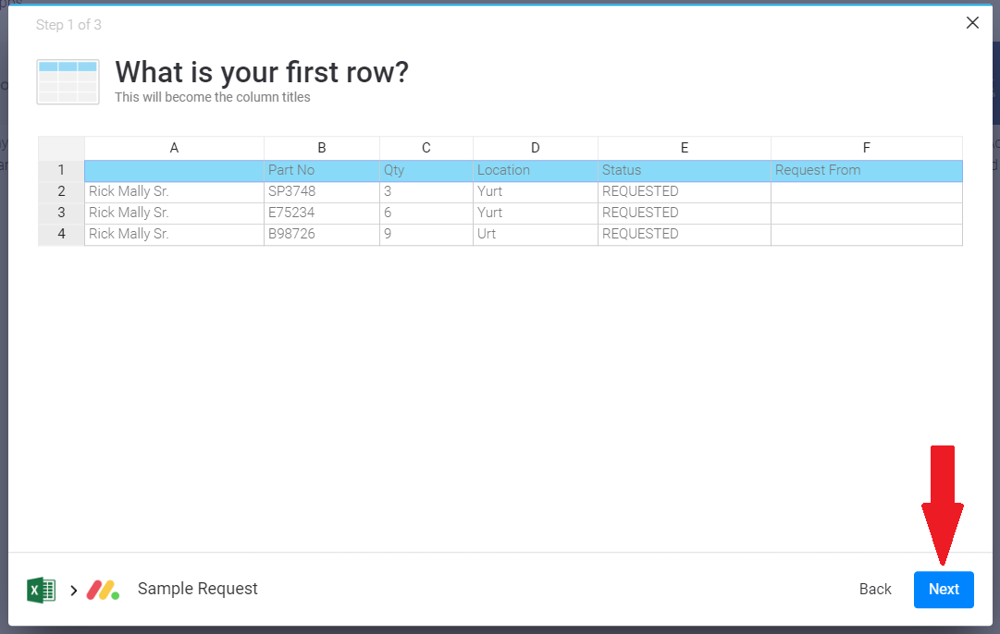 Step 1 of 3
What is your first row?
This will become the column titles
A B C D E F
1 Part No Qty Location Status Request From
2 Rick Mally Sr. SP3748 3 Yurt REQUESTED
3 Rick Mally Sr. E75234 6 Yurt REQUESTED
4 Rick Mally Sr. B98726 9 Urt REQUESTED
X Sample Request Back Next